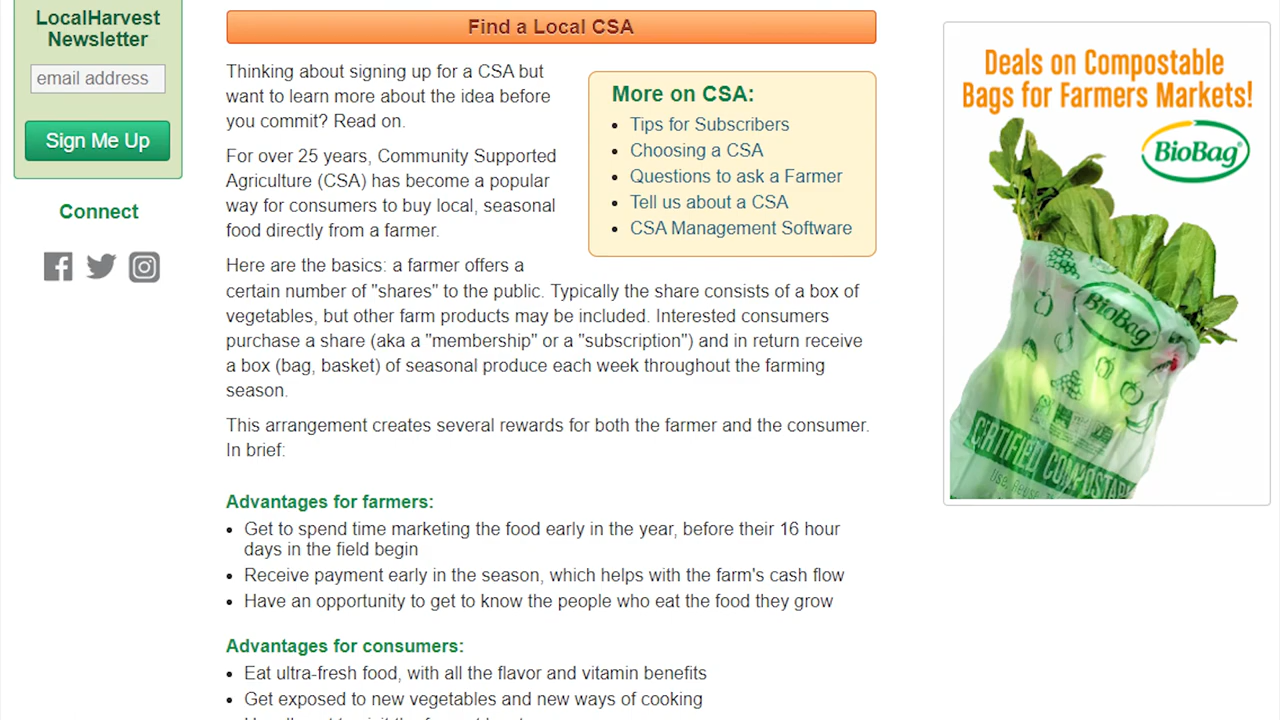 LocalHarvest
Newsletter
email address
Sign Me Up
Connect
Find a Local CSA
Thinking about signing up for a CSA but
want to learn more about the idea before
you commit? Read on.
For over 25 years, Community Supported
Agriculture (CSA) has become a popular
way for consumers to buy local, seasonal
food directly from a farmer.
More on CSA:
Tips for Subscribers
Choosing a CSA
Questions to ask a Farmer
Tell us about a CSA
CSA Management Software
Here are the basics: a farmer offers a
certain number of "shares" to the public. Typically the share consists of a box of
vegetables, but other farm products may be included. Interested consumers
purchase a share (aka a "membership" or a "subscription") and in return receive
a box (bag, basket) of seasonal produce each week throughout the farming
season.
This arrangement creates several rewards for both the farmer and the consumer.
In brief:
Advantages for farmers:
Get to spend time marketing the food early in the year, before their 16 hour
days in the field begin
Receive payment early in the season, which helps with the farm's cash flow
Have an opportunity to get to know the people who eat the food they grow
Advantages for consumers:
Eat ultra-fresh food, with all the flavor and vitamin benefits
Get exposed to new vegetables and new ways of cooking
Deals on Compostable
Bags for Farmers Markets!
BioBag®
BioBag
CERTIFIED COMPOSTAB